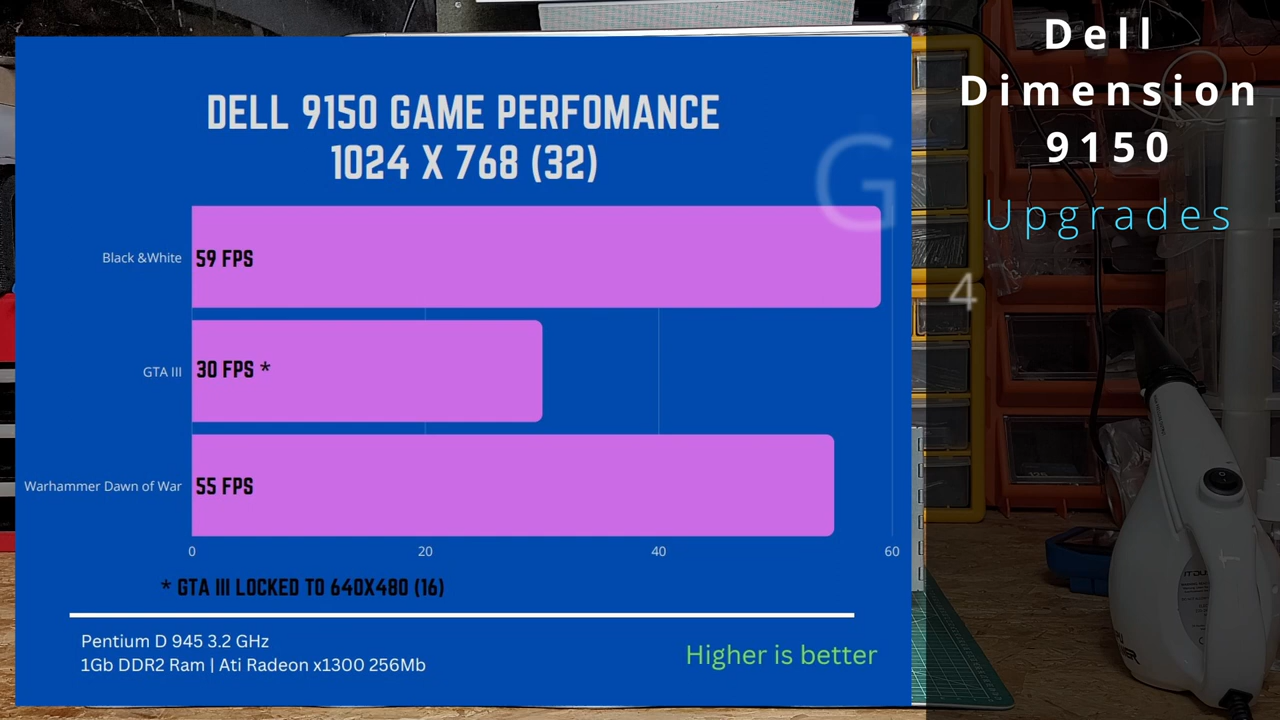 DELL 9150 GAME PERFOMANCE
1024 X 768 (32)
Black &White
59 FPS
GTA III
30 FPS *
Warhammer Dawn of War
55 FPS
0
20
40
60
* GTA III LOCKED TO 640X480 (16)
Pentium D 945 3.2 GHz
1Gb DDR2 Ram | Ati Radeon x1300 256Mb
Higher is better
Dell
Dimension
9150
Upgrades
G
4